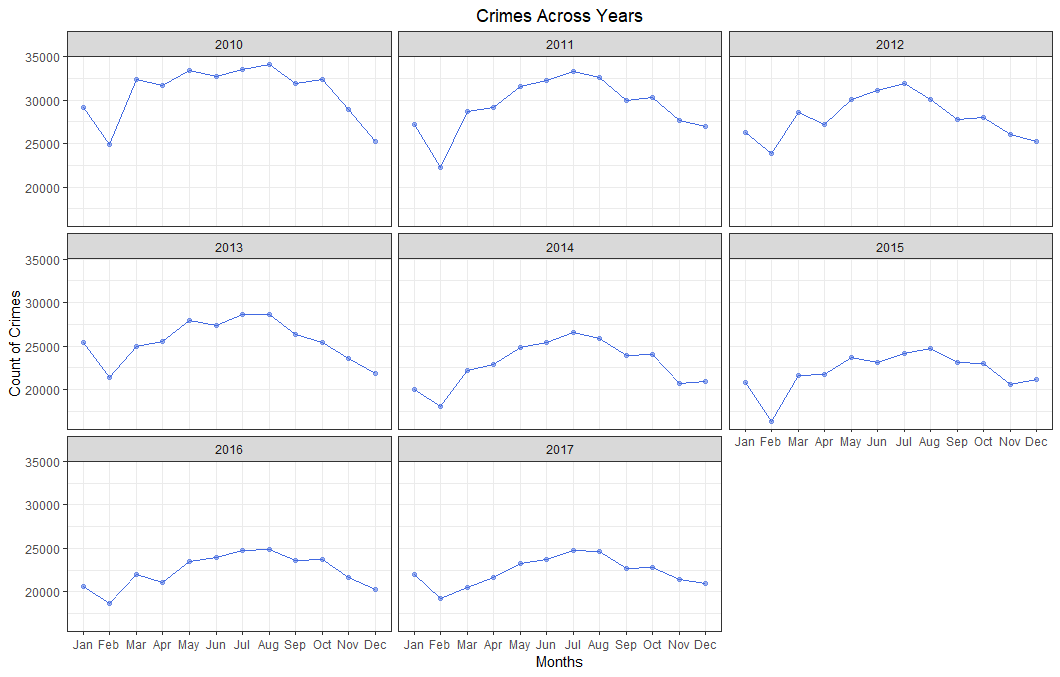 Crimes Across Years
2010 2011 2012
35000
30000
25000
20000
2013 2014 2015
35000
30000
25000
20000
Jan Feb Mar Apr May Jun Jul Aug Sep Oct Nov Dec
2016 2017
35000
30000
25000
20000
Jan Feb Mar Apr May Jun Jul Aug Sep Oct Nov Dec Jan Feb Mar Apr May Jun Jul Aug Sep Oct Nov Dec
Months
Count of Crimes